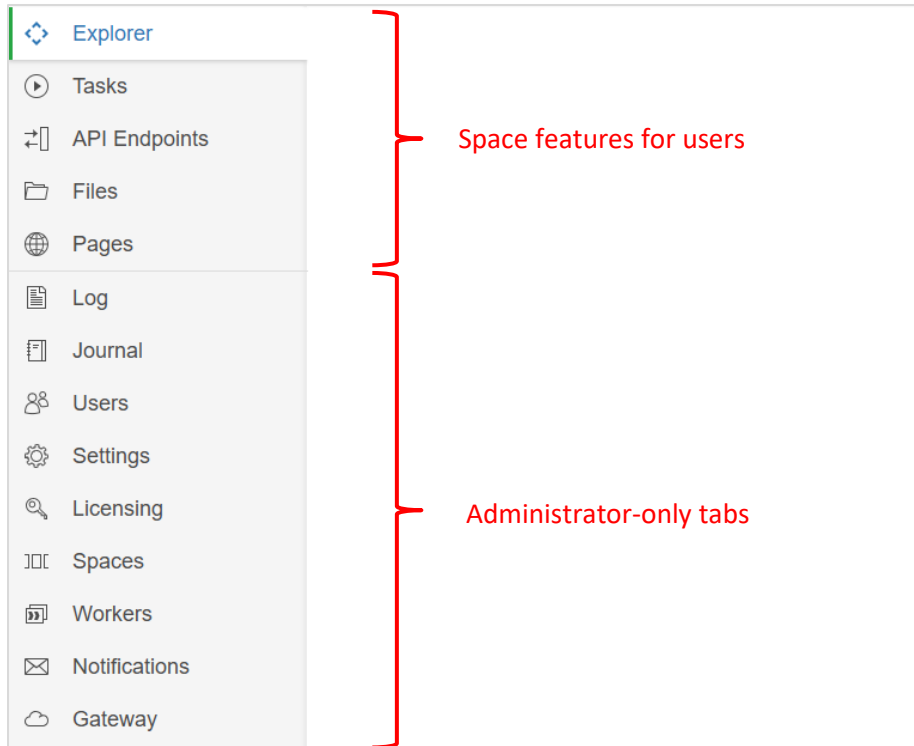 Explorer
Tasks
API Endpoints
Files
Pages
Space features for users
Log
Journal
Users
Settings
Licensing
Spaces
Workers
Notifications
Gateway
Administrator-only tabs